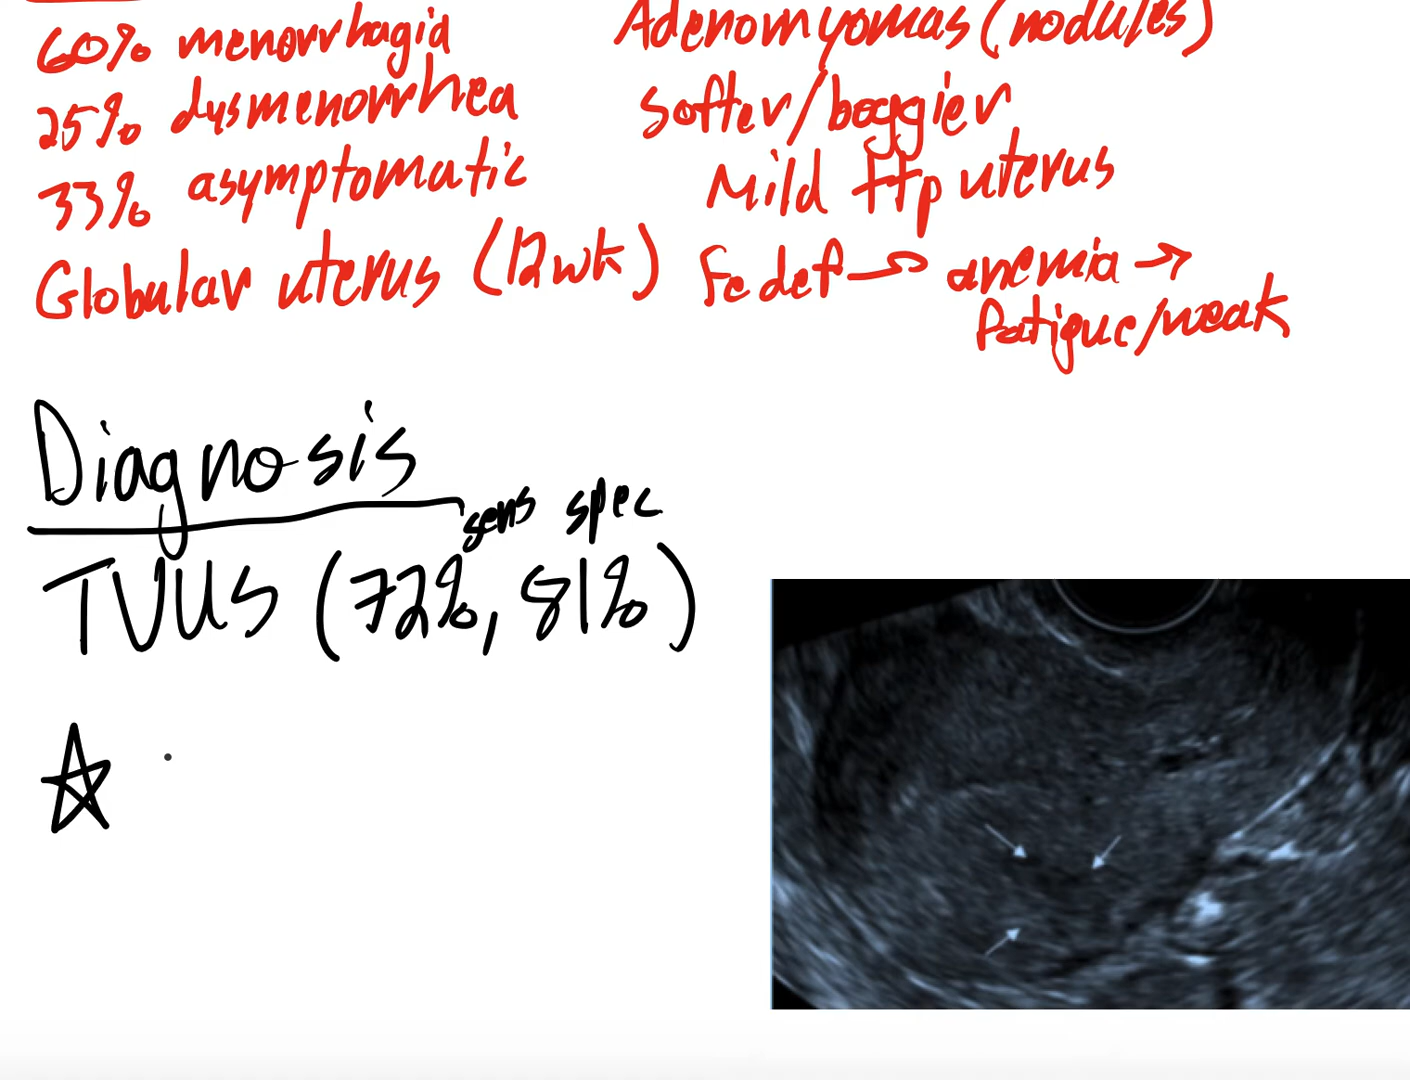 60% menorrhagia
25% dysmenorrhea
33% asymptomatic
Globular uterus (12wk)
Adenomyomas (nodules)
Softer/boggier
Mild ttp uterus
Fe def → anemia →
fatigue/weak
Diagnosis
sens spec
TVUS (72%, 81%)